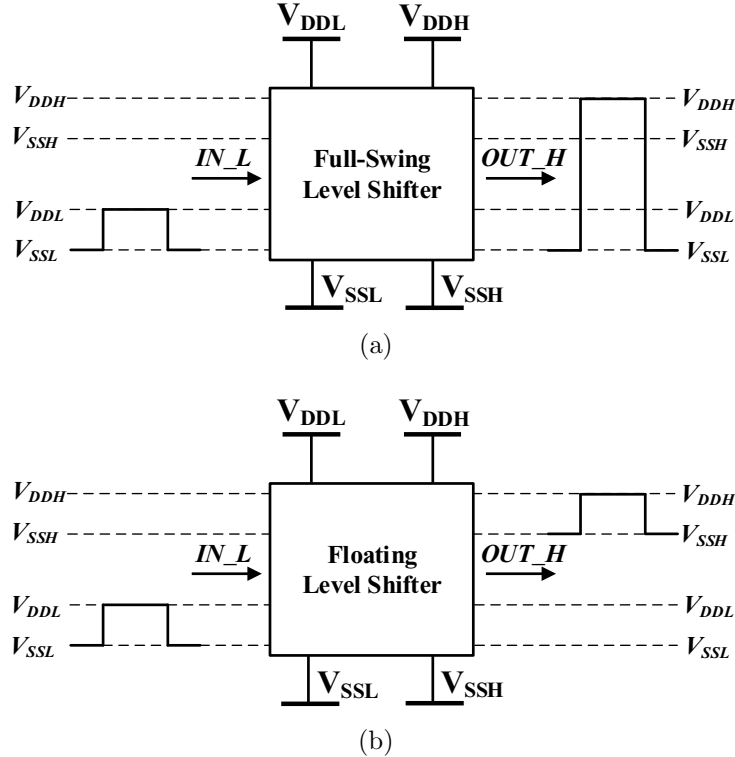 V_DDL V_DDH
V_DDH V_DDH
V_SSH V_SSH
IN_L Full-Swing OUT_H
Level Shifter
V_DDL V_DDL
V_SSL V_SSL
V_SSL V_SSH
(a)
V_DDL V_DDH
V_DDH V_DDH
V_SSH V_SSH
IN_L Floating OUT_H
Level Shifter
V_DDL V_DDL
V_SSL V_SSL
V_SSL V_SSH
(b)